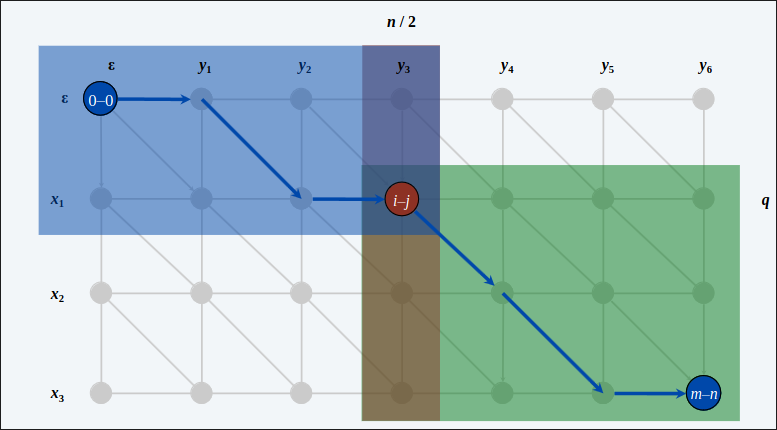 n / 2
ε y₁ y₂ y₃ y₄ y₅ y₆
ε 0–0
x₁ i–j q
x₂
x₃ m–n